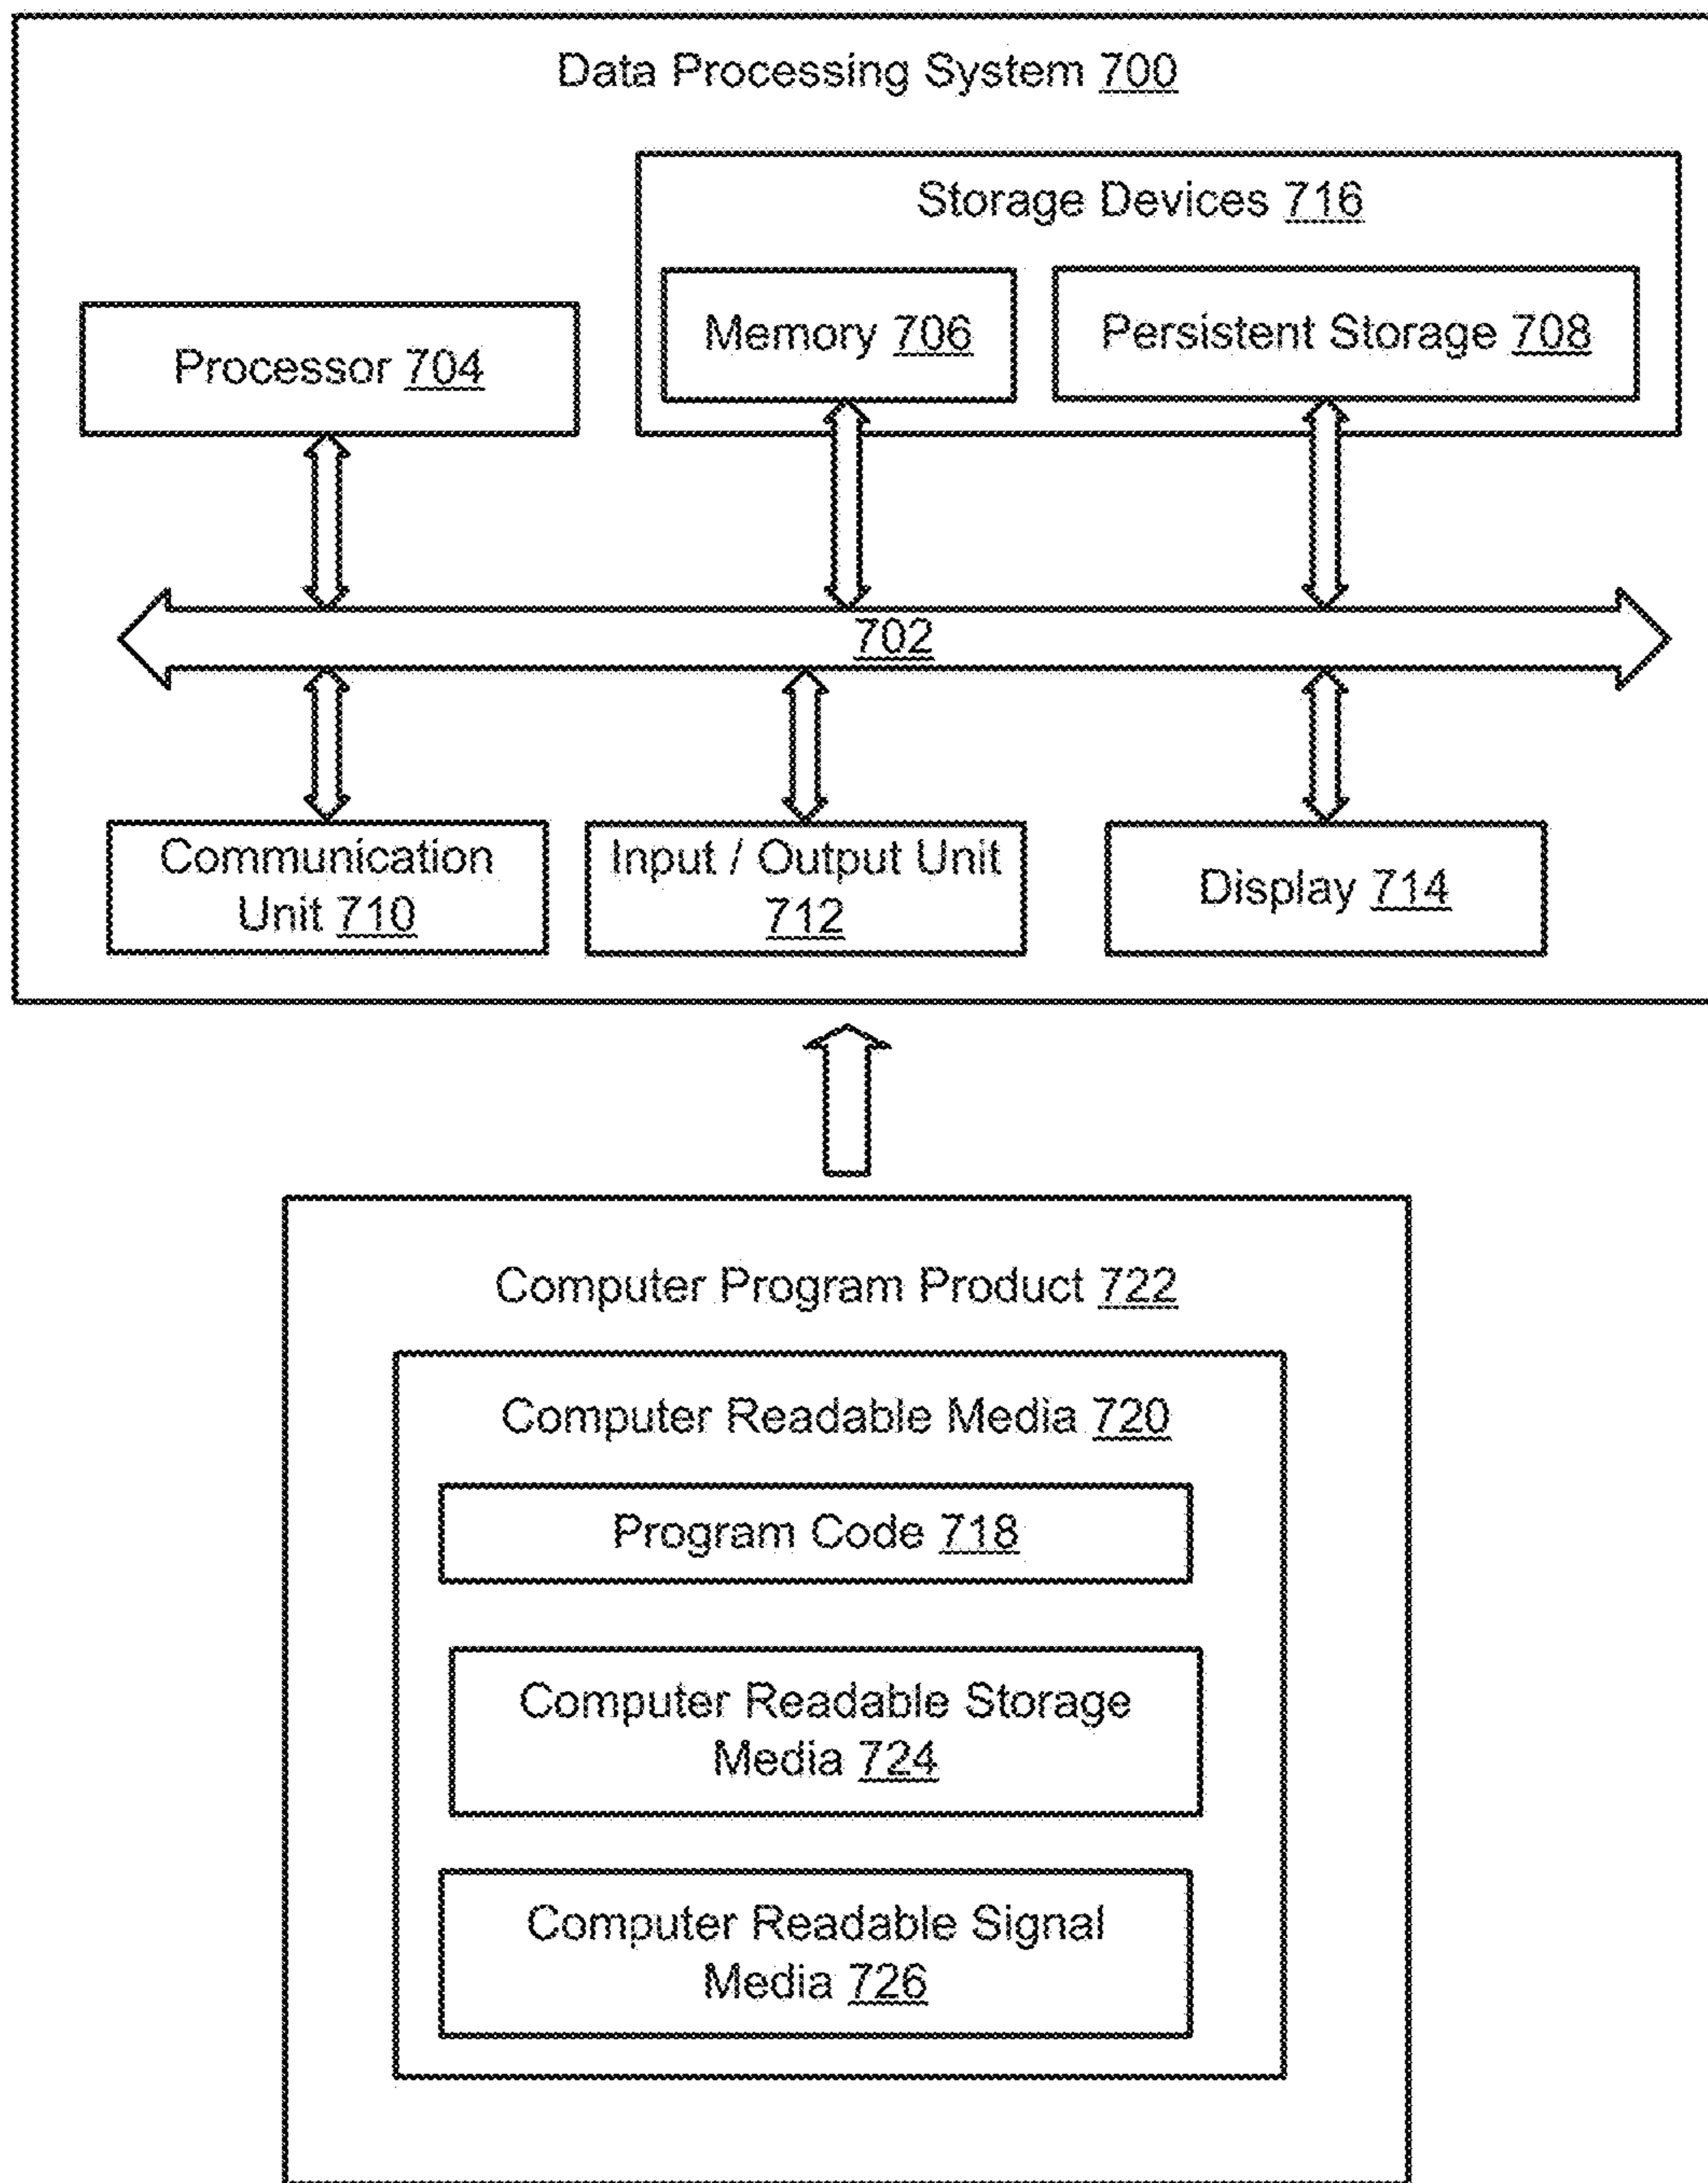 Data Processing System 700
Storage Devices 716
Memory 706
Persistent Storage 708
Processor 704
702
Communication
Unit 710
Input / Output Unit
712
Display 714
Computer Program Product 722
Computer Readable Media 720
Program Code 718
Computer Readable Storage
Media 724
Computer Readable Signal
Media 726